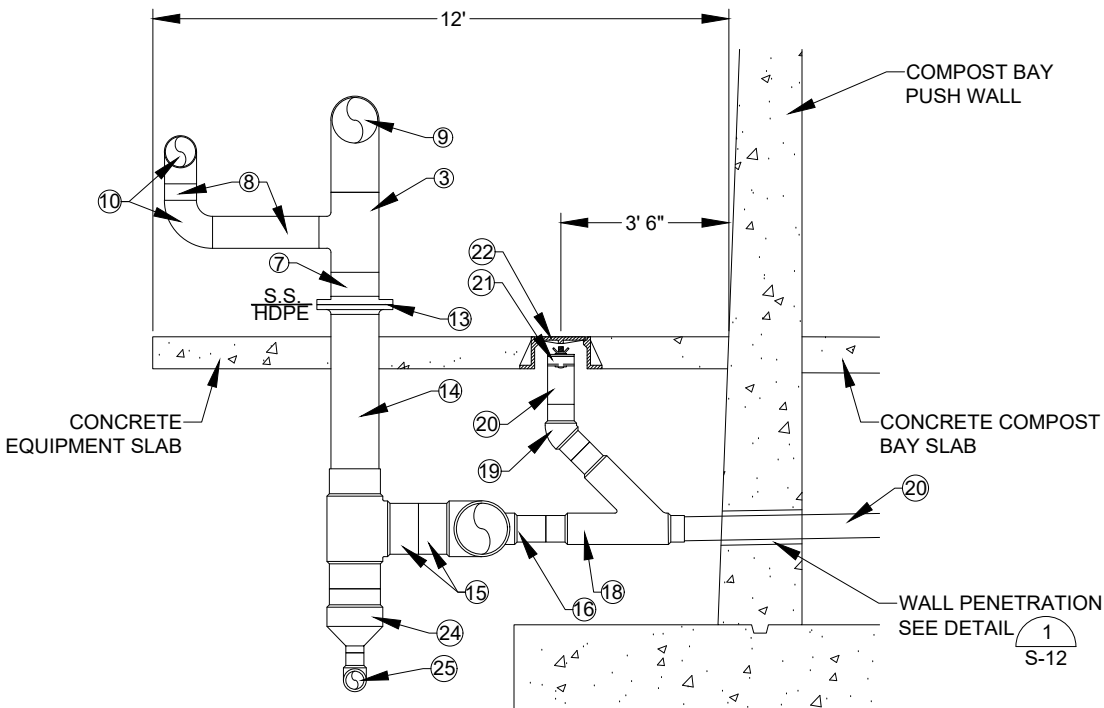 12'
COMPOST BAY
PUSH WALL
9
3
8
10
3' 6"
22
7
21
S.S.
HDPE
13
14
CONCRETE
EQUIPMENT SLAB
20
CONCRETE COMPOST
BAY SLAB
19
20
15
16
18
WALL PENETRATION
SEE DETAIL
1
S-12
24
25